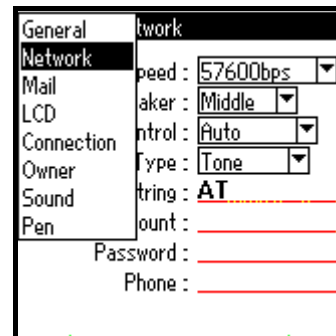 General twork
Network
peed : 57600bps
Mail
aker : Middle
LCD
ntrol : Auto
Connection
Type : Tone
Owner
tring : AT
Sound
ount :
Pen
Password :
Phone :